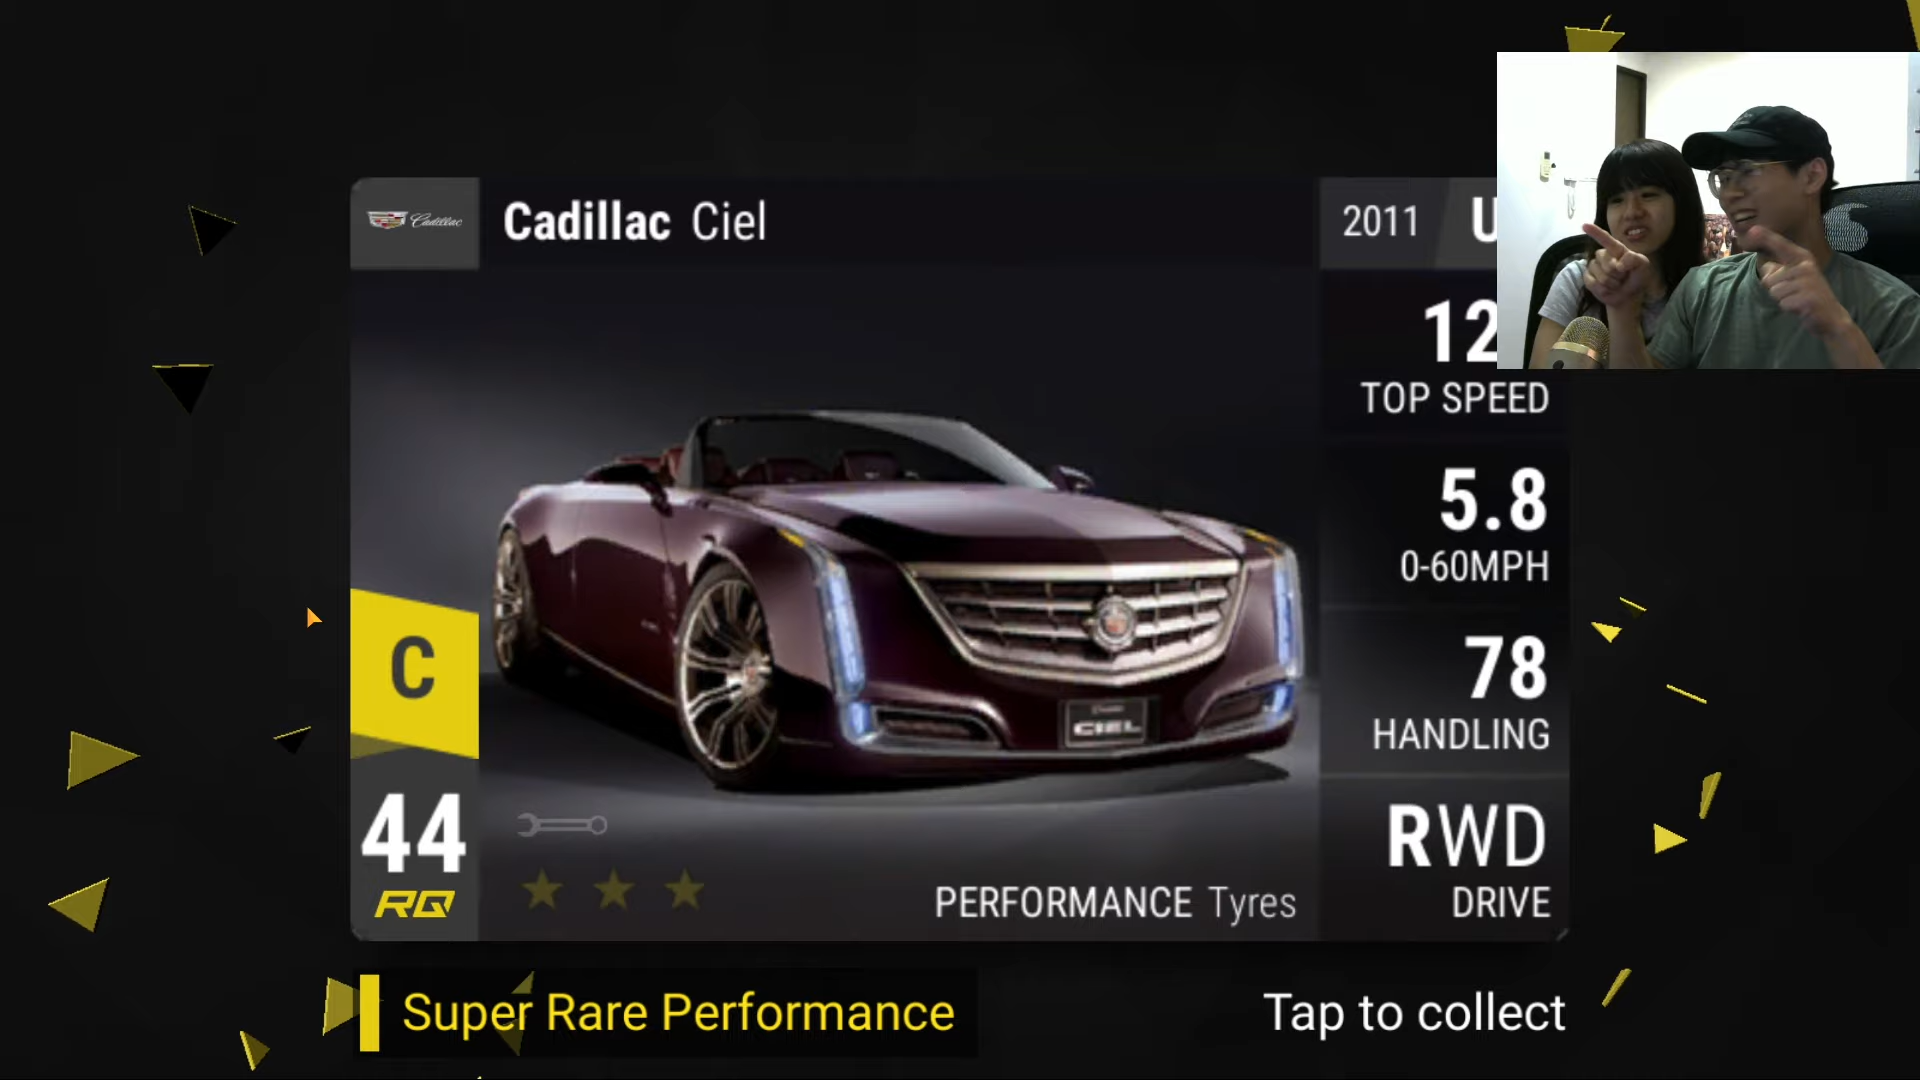 Cadillac
Cadillac Ciel
2011
TOP SPEED
5.8
0-60MPH
78
HANDLING
C
CIEL
44
RQ
PERFORMANCE Tyres
RWD
DRIVE
Super Rare Performance
Tap to collect